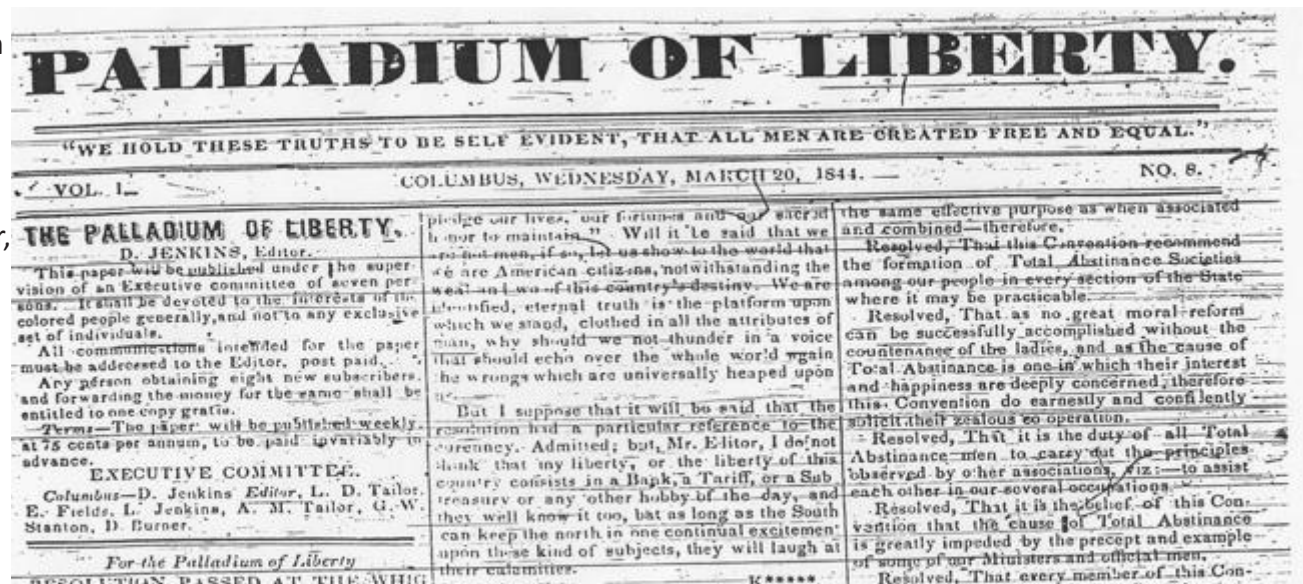 PALLADIUM OF LIBERTY.
"WE HOLD THESE TRUTHS TO BE SELF EVIDENT, THAT ALL MEN ARE CREATED FREE AND EQUAL."
VOL. I. COLUMBUS, WEDNESDAY, MARCH 20, 1844. NO. 8.
THE PALLADIUM OF LIBERTY.
D. JENKINS, Editor.
This paper will be published under the super-
vision of an Executive committee of seven per-
sons. It shall be devoted to the interests of the
colored people generally, and not to any exclusive
set of individuals.
All communications intended for the paper
must be addressed to the Editor, post paid.
Any person obtaining eight new subscribers,
and forwarding the money for the same shall be
entitled to one copy gratis.
Terms—The paper will be published weekly
at 75 cents per annum, to be paid invariably in
advance.
EXECUTIVE COMMITTEE.
Columbus—D. Jenkins Editor, L. D. Tailor,
E. Fields, L. Jenkins, A. M. Tailor, G. W.
Stanton, D. Burner.
For the Palladium of Liberty
RESOLUTION PASSED AT THE WHIG
pledge our lives, our fortunes and our sacred
honor to maintain." Will it be said that we
are not men, if so, let us show to the world that
we are American citizens, notwithstanding the
weal and wo of this country's destiny. We are
identified, eternal truth is the platform upon
which we stand, clothed in all the attributes of
man, why should we not thunder in a voice
that should echo over the whole world again
the wrongs which are universally heaped upon
But I suppose that it will be said that the
resolution had a particular reference to the
currency. Admitted; but, Mr. Editor, I do not
think that my liberty, or the liberty of this
country consists in a Bank, a Tariff, or a Sub
treasury or any other hobby of the day, and
they well know it too, bat as long as the South
can keep the north in one continual excitemen
upon these kind of subjects, they will laugh at
their calamities.
K*****
the same effective purpose as when associated
and combined—therefore.
Resolved, That this Convention recommend
the formation of Total Abstinance Societies
among our people in every section of the State
where it may be practicable.
Resolved, That as no great moral reform
can be successfully accomplished without the
countenance of the ladies, and as the cause of
Total Abstinance is one in which their interest
and happiness are deeply concerned, therefore
this Convention do earnestly and confidently
solicit their zealous co operation.
Resolved, That it is the duty of all Total
Abstinance men to carry out the principles
observed by other associations, viz:—to assist
each other in our several occupations.
Resolved, That it is the belief of this Con-
vention that the cause of Total Abstinance
is greatly impeded by the precept and example
of some of our Ministers and official men.
Resolved, That every member of this Con-